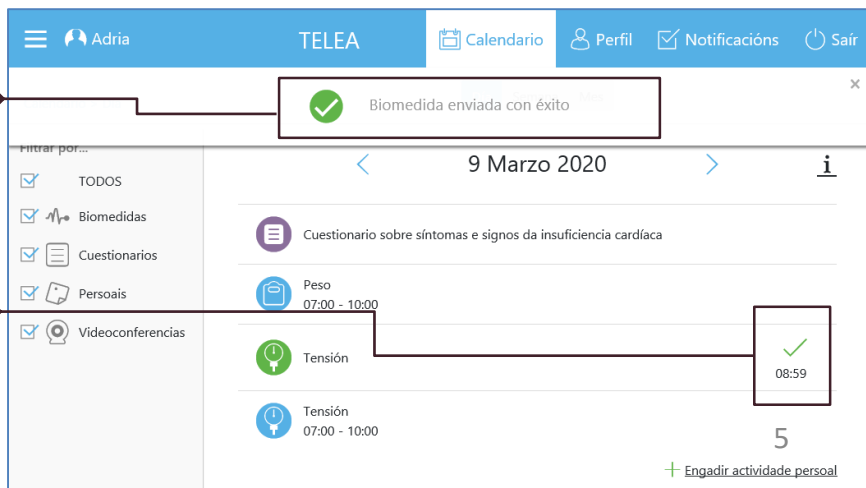 Adria
TELEA
Calendario
Perfil
Notificacións
Saír
Biomedida enviada con éxito
×
Filtrar por...
TODOS
Biomedidas
Cuestionarios
Persoais
Videoconferencias
9 Marzo 2020
i
Cuestionario sobre síntomas e signos da insuficiencia cardíaca
Peso
07:00 - 10:00
Tensión
08:59
Tensión
07:00 - 10:00
5
+ Engadir actividade persoal